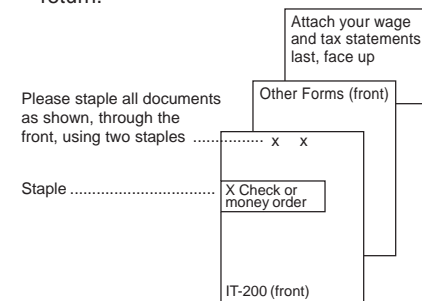 return.
Attach your wage
and tax statements
last, face up
Other Forms (front)
Please staple all documents
as shown, through the
front, using two staples ................ x x
Staple ................................. X Check or
money order
IT-200 (front)